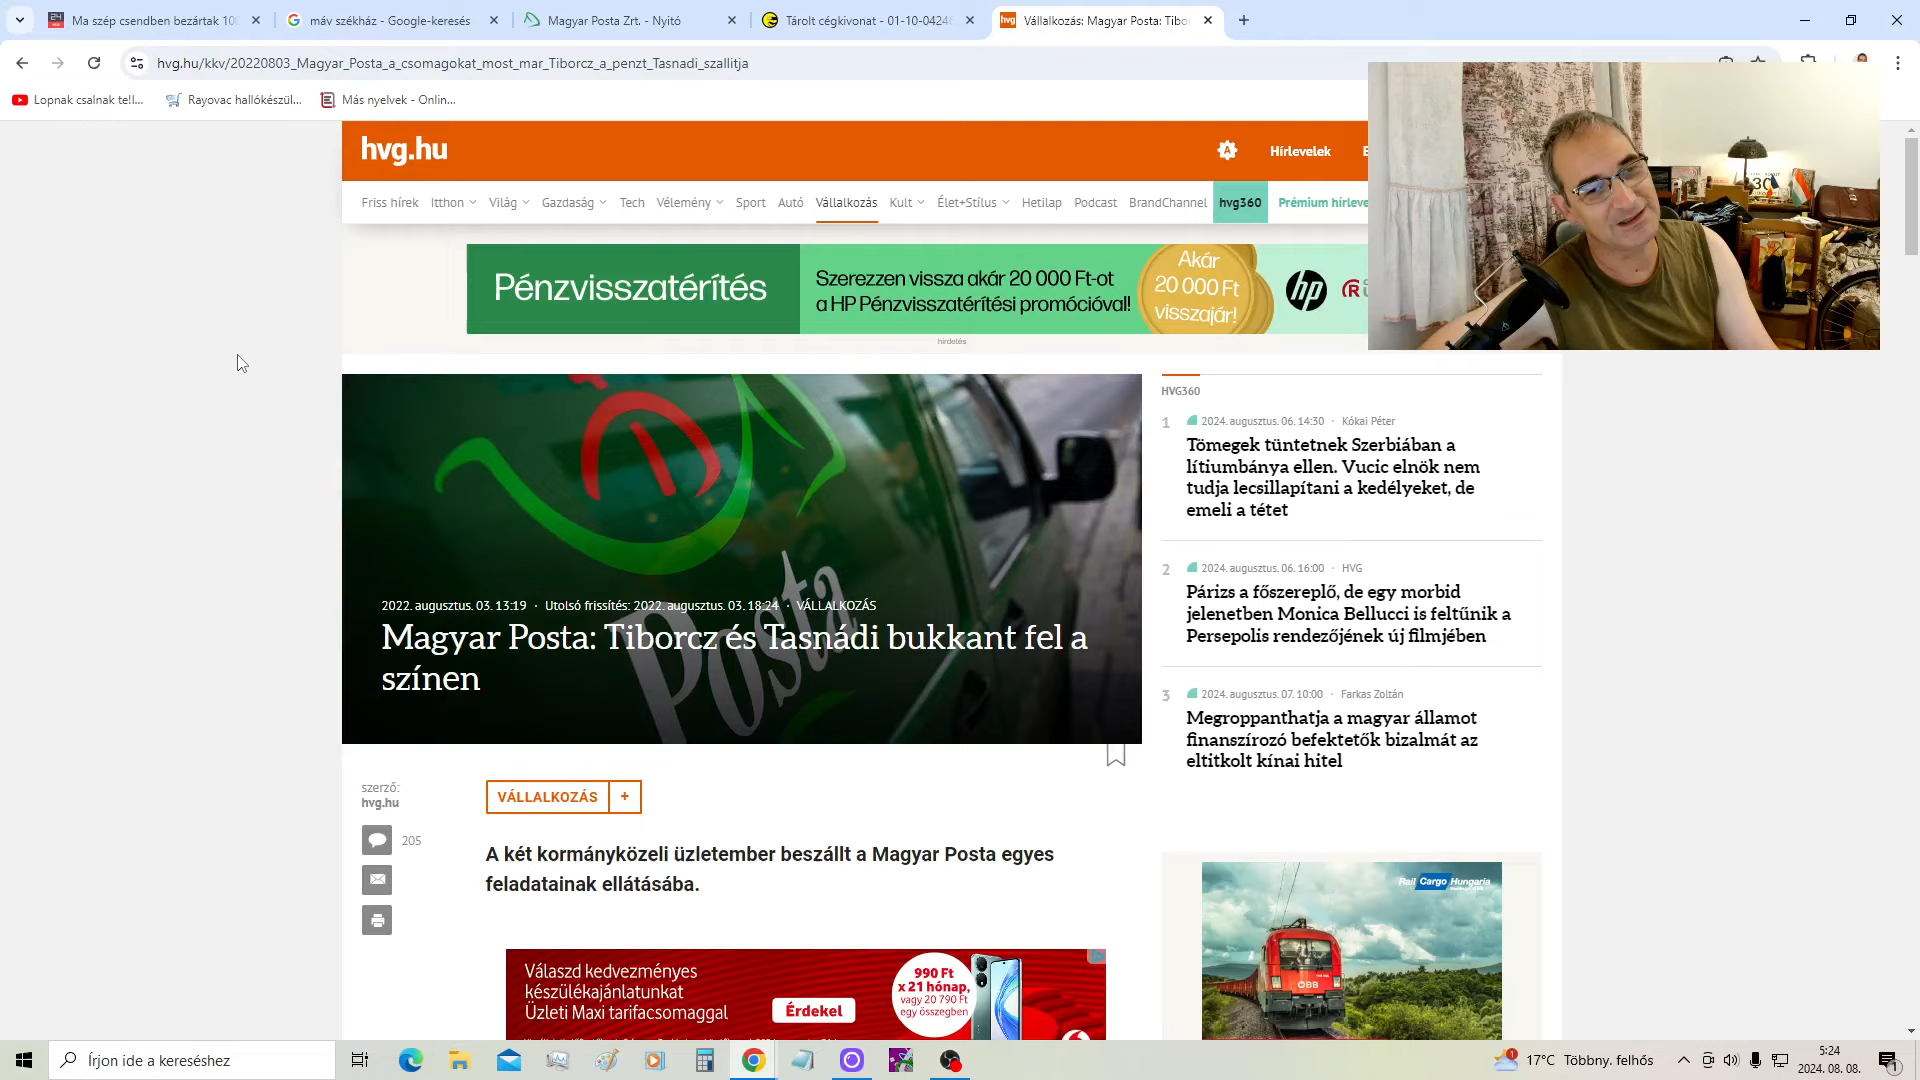 Ma szép csendben bezártak 100
máv székház - Google-keresés
Magyar Posta Zrt. - Nyitó
Tárolt cégkivonat - 01-10-0424
hvg
Vállalkozás: Magyar Posta: Tibo
hvg.hu/kkv/20220803_Magyar_Posta_a_csomagokat_most_mar_Tiborcz_a_penzt_Tasnadi_szallitja
Lopnak csalnak te!l...
Rayovac hallókészül...
Más nyelvek - Onlin...
hvg.hu
Hírlevelek
Friss hírek
Itthon
Világ
Gazdaság
Tech
Vélemény
Sport
Autó
Vállalkozás
Kult
Élet+Stílus
Hetilap
Podcast
BrandChannel
hvg360
Prémium hírleve
Pénzvisszatérítés
Szerezzen vissza akár 20 000 Ft-ot
a HP Pénzvisszatérítési promócióval!
Akár
20 000 Ft
visszajár!
hp
hirdetés
Posta
2022. augusztus. 03. 13:19 · Utolsó frissítés: 2022. augusztus. 03. 18:24 · VÁLLALKOZÁS
Magyar Posta: Tiborcz és Tasnádi bukkant fel a
színen
szerző:
hvg.hu
205
VÁLLALKOZÁS +
A két kormányközeli üzletember beszállt a Magyar Posta egyes
feladatainak ellátásába.
Válaszd kedvezményes
készülékajánlatunkat
Üzleti Maxi tarifacsomaggal
Érdekel
990 Ft
x 21 hónap,
vagy 20 790 Ft
egy összegben
HVG360
1
2024. augusztus. 06. 14:30 · Kókai Péter
Tömegek tüntetnek Szerbiában a
lítiumbánya ellen. Vucic elnök nem
tudja lecsillapítani a kedélyeket, de
emeli a tétet
2
2024. augusztus. 06. 16:00 · HVG
Párizs a főszereplő, de egy morbid
jelenetben Monica Bellucci is feltűnik a
Persepolis rendezőjének új filmjében
3
2024. augusztus. 07. 10:00 · Farkas Zoltán
Megroppanthatja a magyar államot
finanszírozó befektetők bizalmát az
eltitkolt kínai hitel
Rail Cargo Hungaria
ÖBB
Írjon ide a kereséshez
17°C Többny. felhős
5:24
2024. 08. 08.